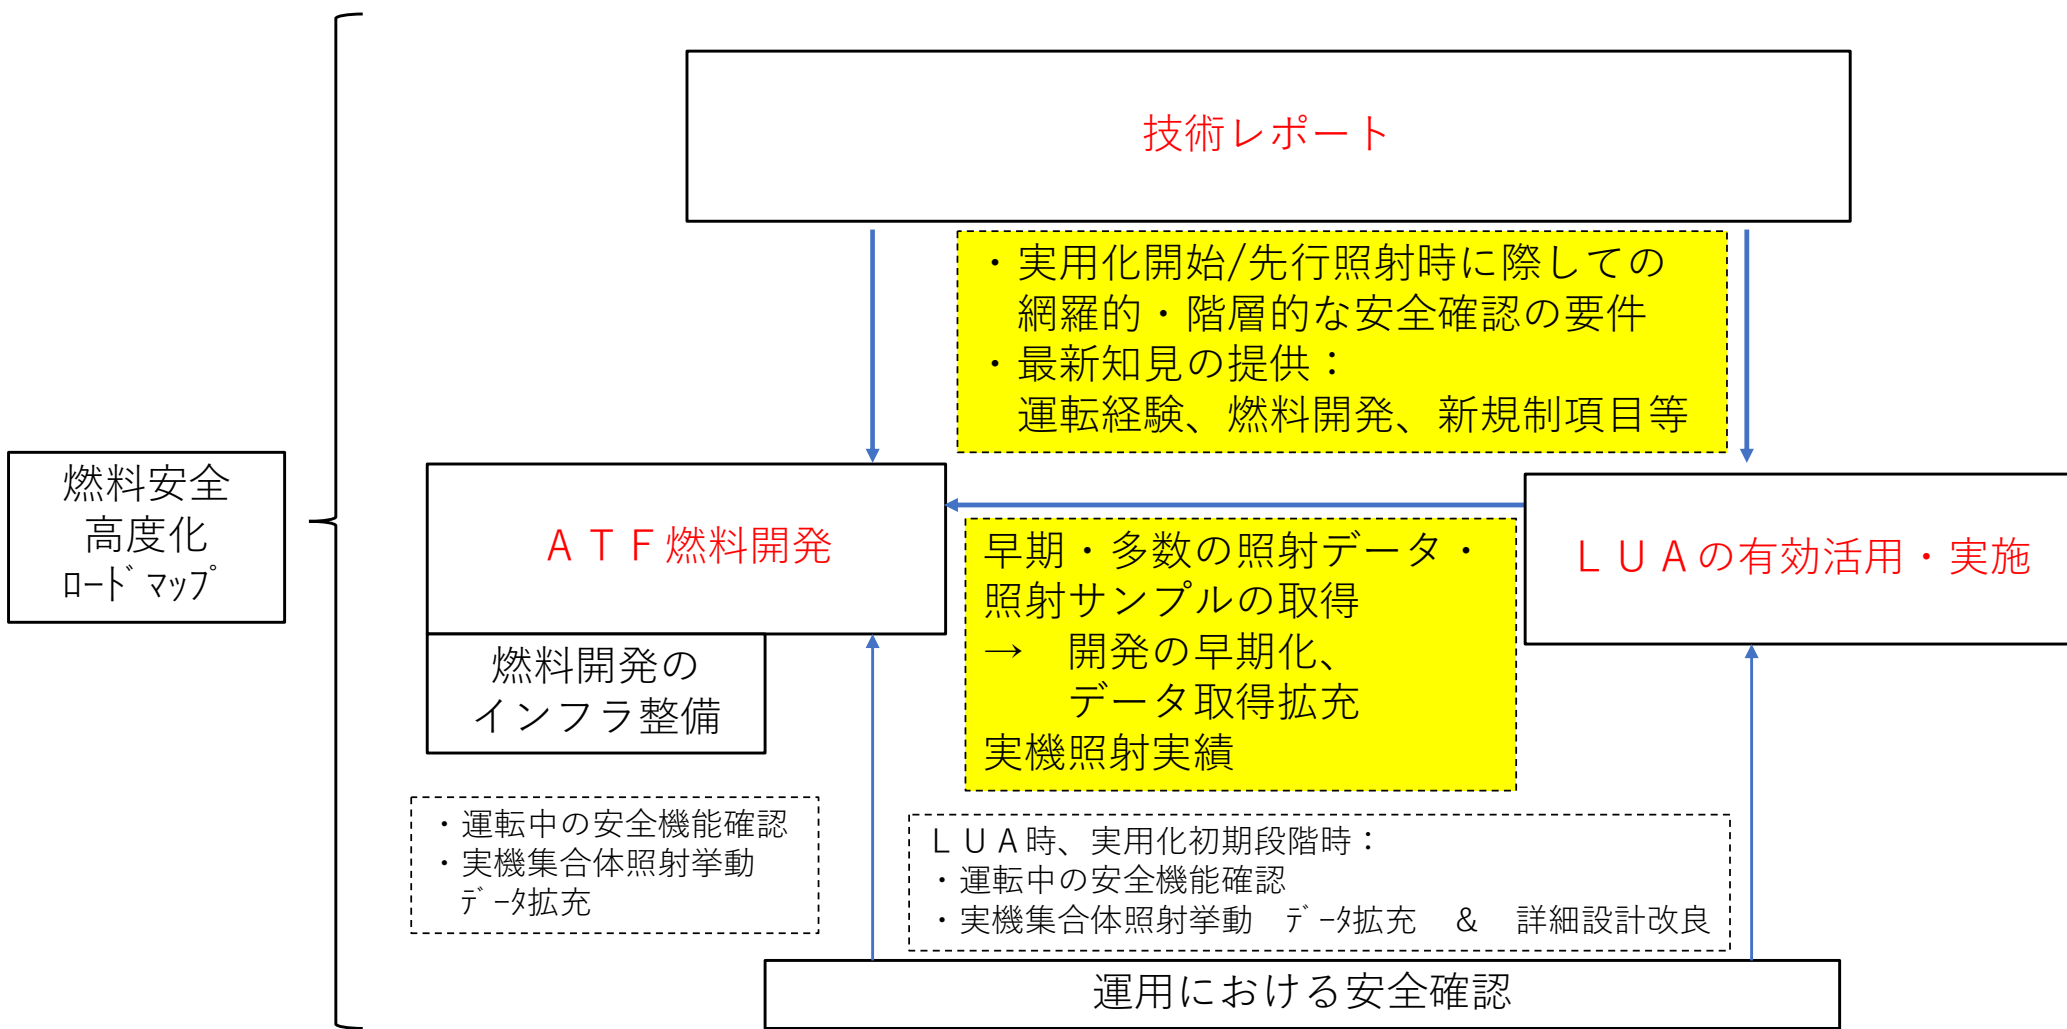 技術レポート
・実用化開始/先行照射時に際しての
網羅的・階層的な安全確認の要件
・最新知見の提供：
運転経験、燃料開発、新規制項目等
燃料安全
高度化
ﾛｰﾄﾞﾏｯﾌﾟ
ＡＴＦ燃料開発
燃料開発の
インフラ整備
早期・多数の照射データ・
照射サンプルの取得
→　開発の早期化、
データ取得拡充
実機照射実績
ＬＵＡの有効活用・実施
・運転中の安全機能確認
・実機集合体照射挙動
ﾃﾞｰﾀ拡充
ＬＵＡ時、実用化初期段階時：
・運転中の安全機能確認
・実機集合体照射挙動　ﾃﾞｰﾀ拡充　＆　詳細設計改良
運用における安全確認